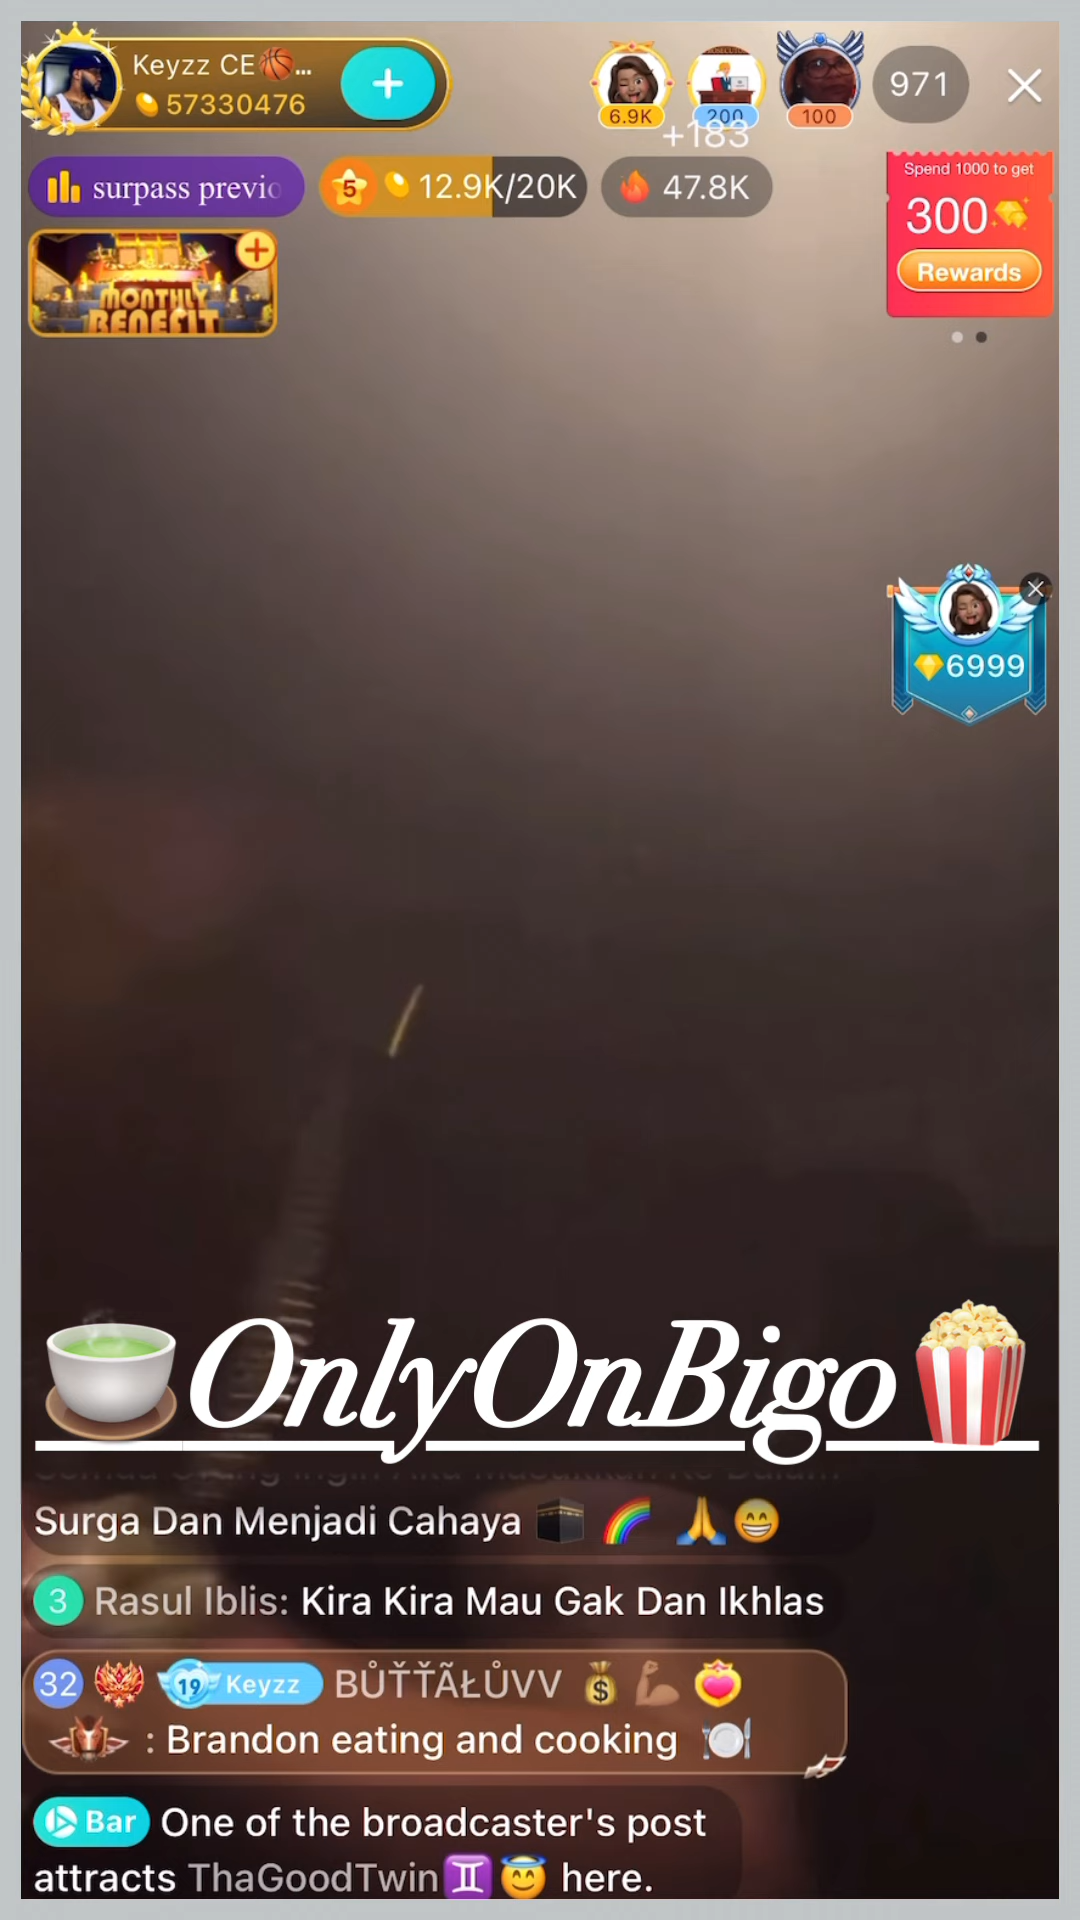 Keyzz CE🏀...
57330476
6.9K
200
100
971
+183
surpass previo
5
12.9K/20K
47.8K
Spend 1000 to get
300
Rewards
MONTHLY
BENEFIT
6999
🍵OnlyOnBigo🍿
Surga Dan Menjadi Cahaya 🕋 🌈 🙏😁
3 Rasul Iblis: Kira Kira Mau Gak Dan Ikhlas
32 19 Keyzz BŮŤŤÃŁŮVV 💰💪🏽
: Brandon eating and cooking 🍽️
Bar One of the broadcaster's post
attracts ThaGoodTwin♊😇 here.